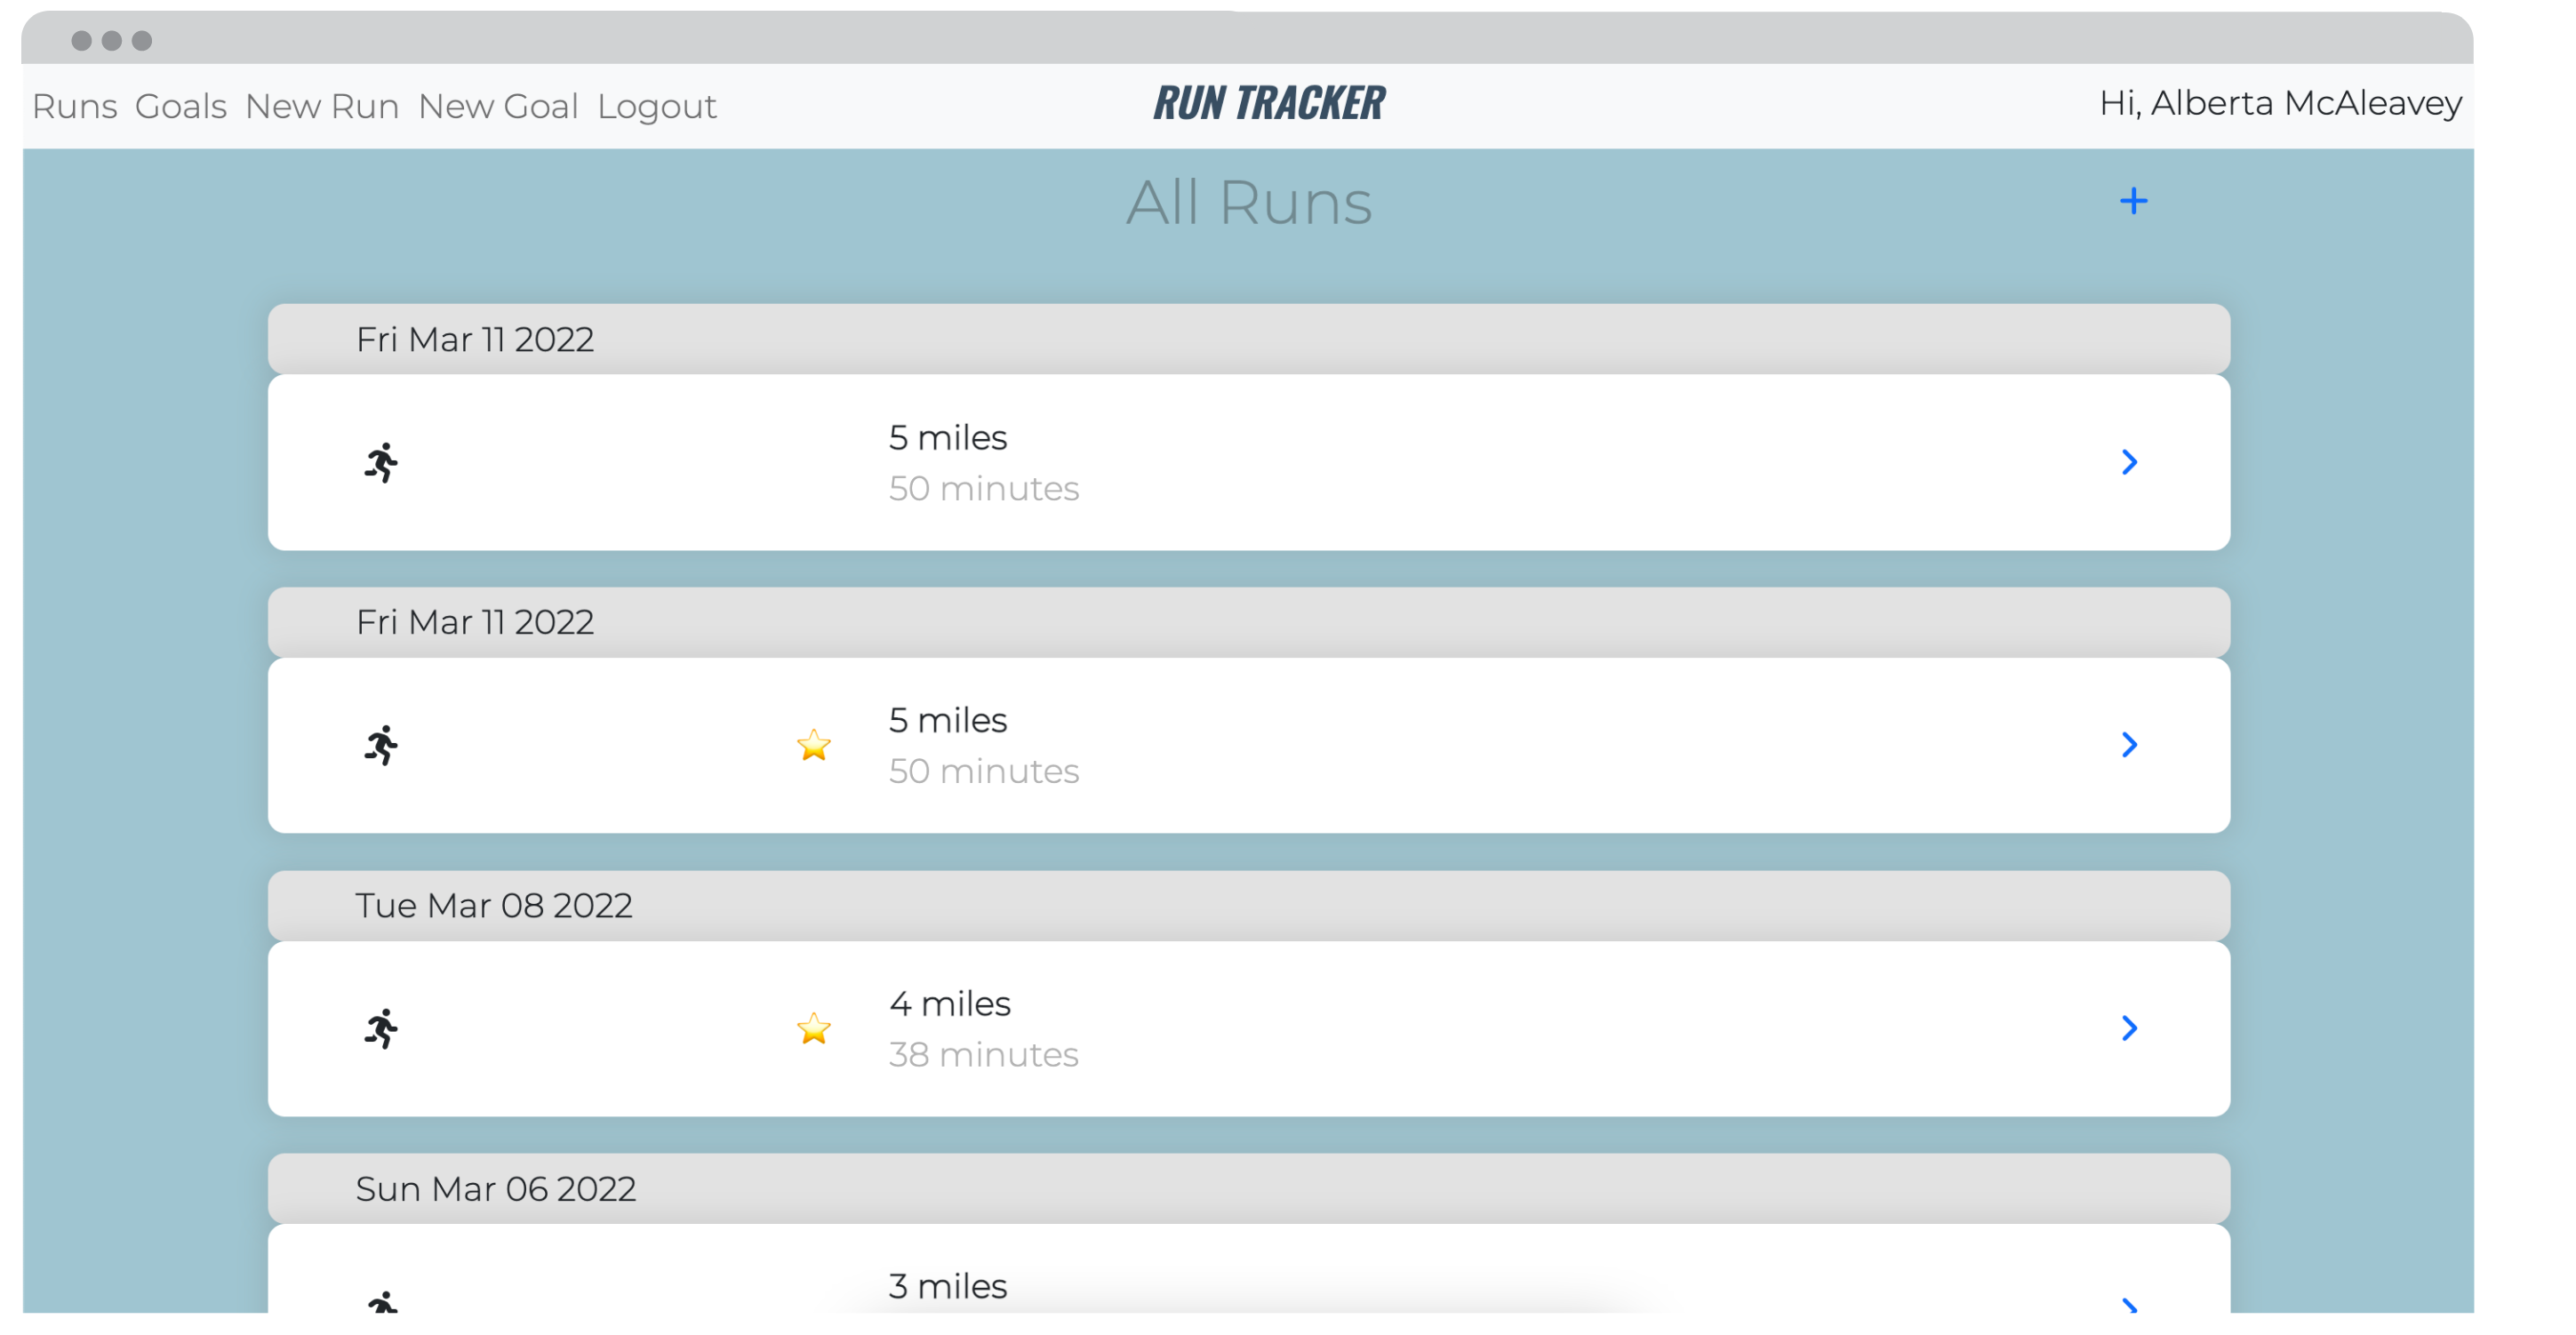 Runs Goals New Run New Goal Logout
RUN TRACKER
Hi, Alberta McAleavey
All Runs
Fri Mar 11 2022
5 miles
50 minutes
Fri Mar 11 2022
5 miles
50 minutes
Tue Mar 08 2022
4 miles
38 minutes
Sun Mar 06 2022
3 miles